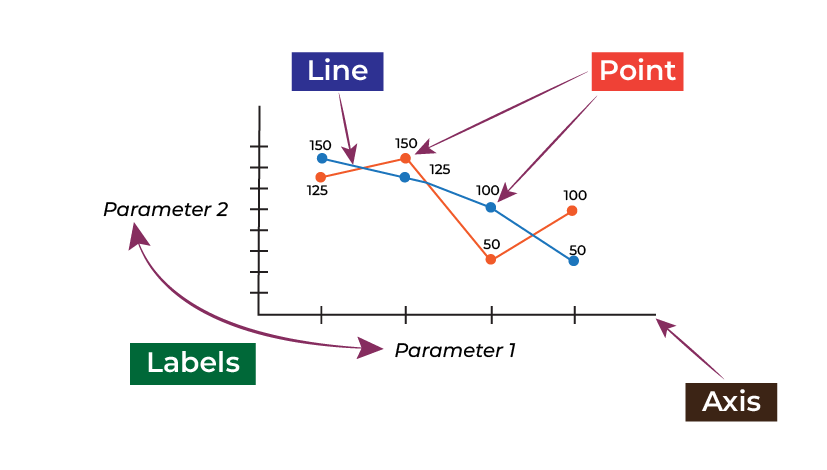 Line
Point
150
150
125
125
100
100
50
50
Parameter 2
Parameter 1
Labels
Axis